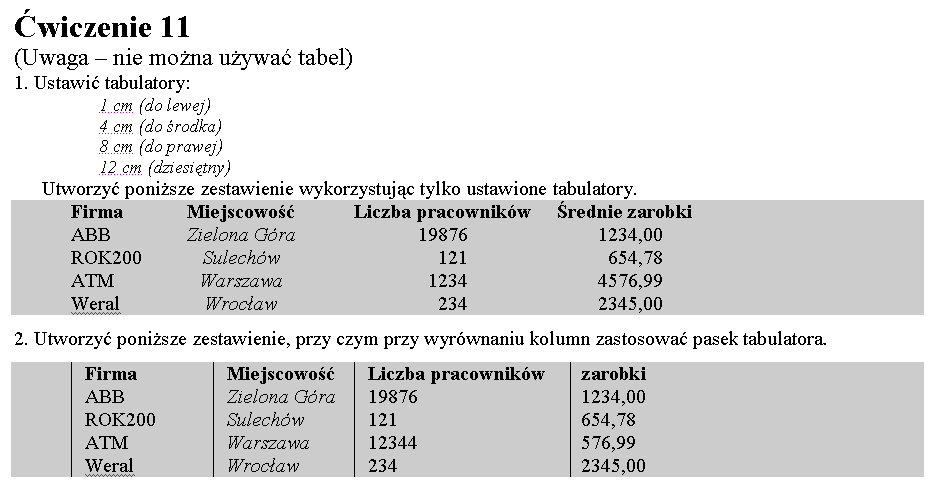 Ćwiczenie 11
(Uwaga – nie można używać tabel)
1. Ustawić tabulatory:
1 cm (do lewej)
4 cm (do środka)
8 cm (do prawej)
12 cm (dziesiętny)
Utworzyć poniższe zestawienie wykorzystując tylko ustawione tabulatory.
Firma Miejscowość Liczba pracowników Średnie zarobki
ABB Zielona Góra 19876 1234,00
ROK200 Sulechów 121 654,78
ATM Warszawa 1234 4576,99
Weral Wrocław 234 2345,00
2. Utworzyć poniższe zestawienie, przy czym przy wyrównaniu kolumn zastosować pasek tabulatora.
Firma Miejscowość Liczba pracowników zarobki
ABB Zielona Góra 19876 1234,00
ROK200 Sulechów 121 654,78
ATM Warszawa 12344 576,99
Weral Wrocław 234 2345,00